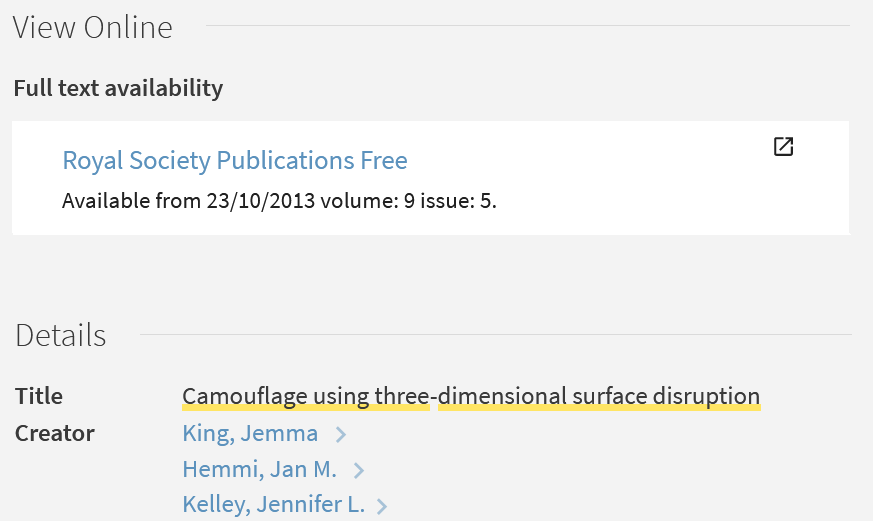 View Online
Full text availability
Royal Society Publications Free
Available from 23/10/2013 volume: 9 issue: 5.
Details
Title Camouflage using three-dimensional surface disruption
Creator King, Jemma
Hemmi, Jan M.
Kelley, Jennifer L.